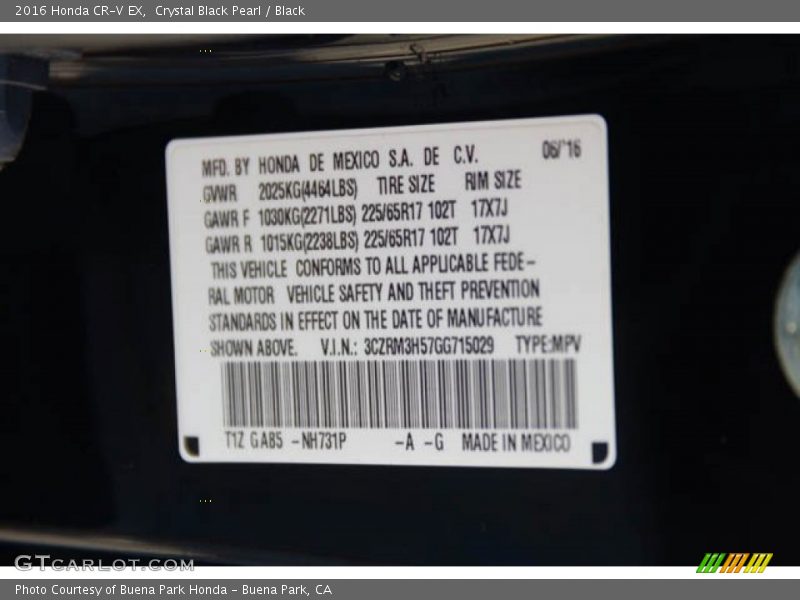 2016 Honda CR-V EX, Crystal Black Pearl / Black
MFD. BY HONDA DE MEXICO S.A. DE C.V. 06/'16
GVWR 2025KG(4464LBS) TIRE SIZE RIM SIZE
GAWR F 1030KG(2271LBS) 225/65R17 102T 17X7J
GAWR R 1015KG(2238LBS) 225/65R17 102T 17X7J
THIS VEHICLE CONFORMS TO ALL APPLICABLE FEDE-
RAL MOTOR VEHICLE SAFETY AND THEFT PREVENTION
STANDARDS IN EFFECT ON THE DATE OF MANUFACTURE
SHOWN ABOVE. V.I.N.: 3CZRM3H57GG715029 TYPE:MPV
T1Z GAB5 -NH731P -A -G MADE IN MEXICO
GTCARLOT.COM
Photo Courtesy of Buena Park Honda - Buena Park, CA